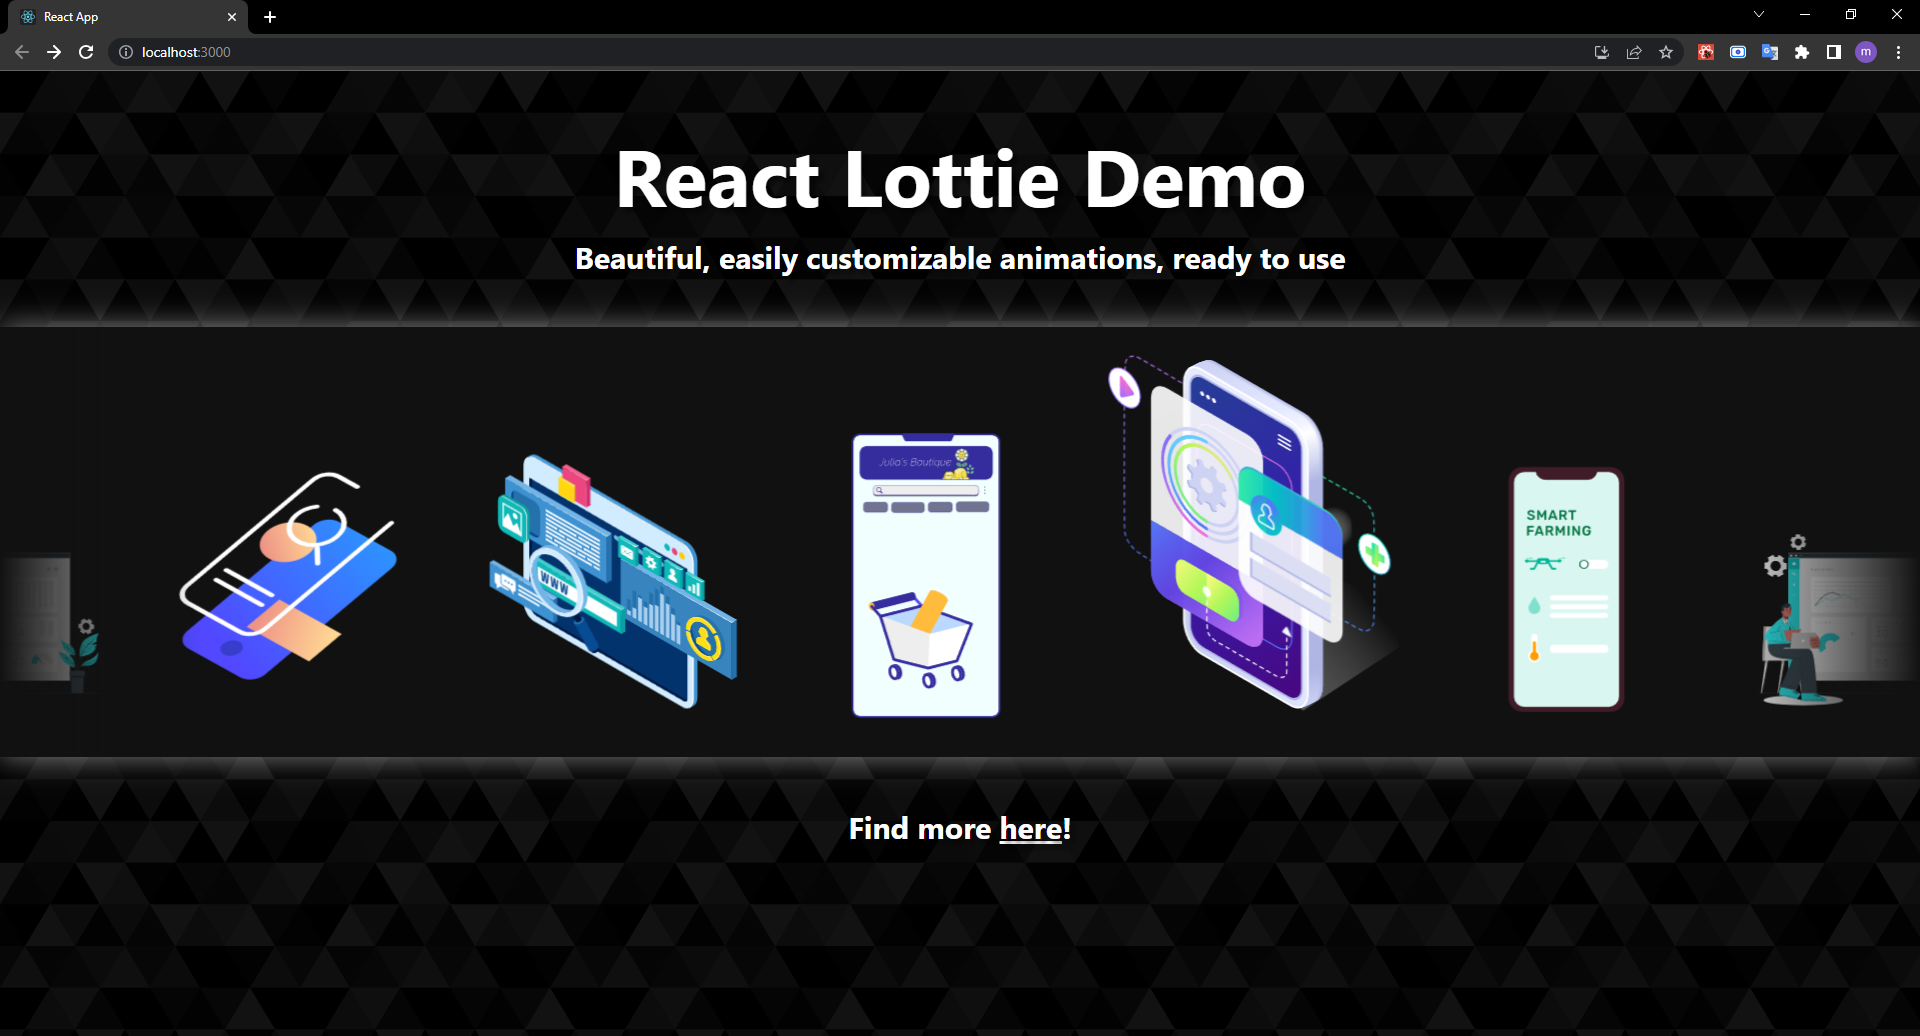 React App
localhost:3000
m
React Lottie Demo
Beautiful, easily customizable animations, ready to use
Julia's Boutique
WWW
SMART
FARMING
Find more here!